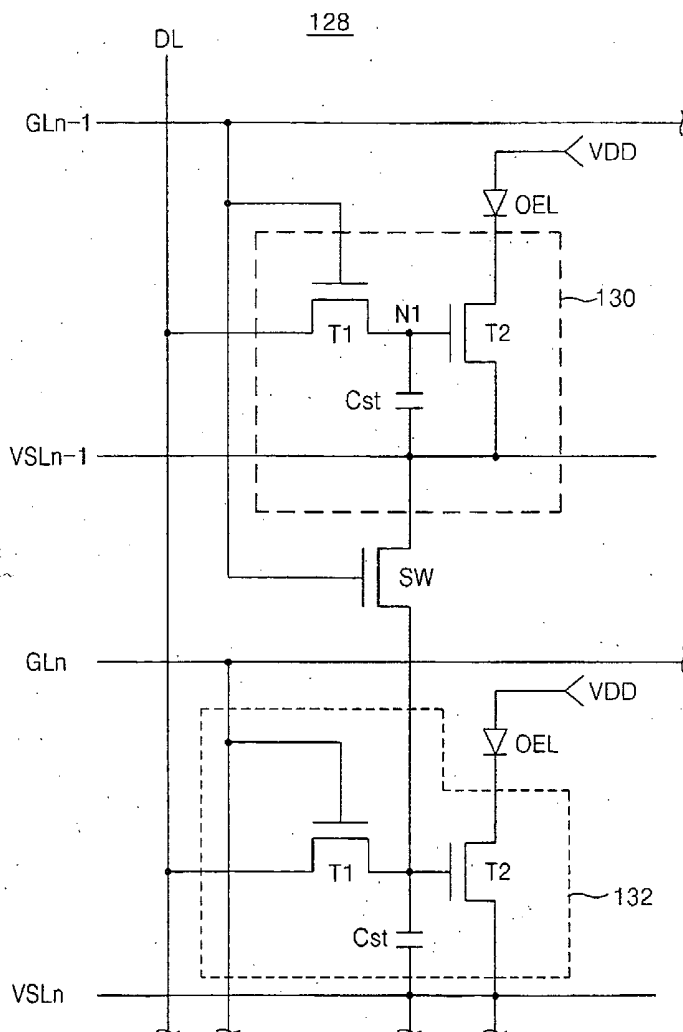 128
DL
GLn-1
VDD
OEL
130
N1
T1
T2
Cst
VSLn-1
SW
GLn
VDD
OEL
T1
T2
132
Cst
VSLn